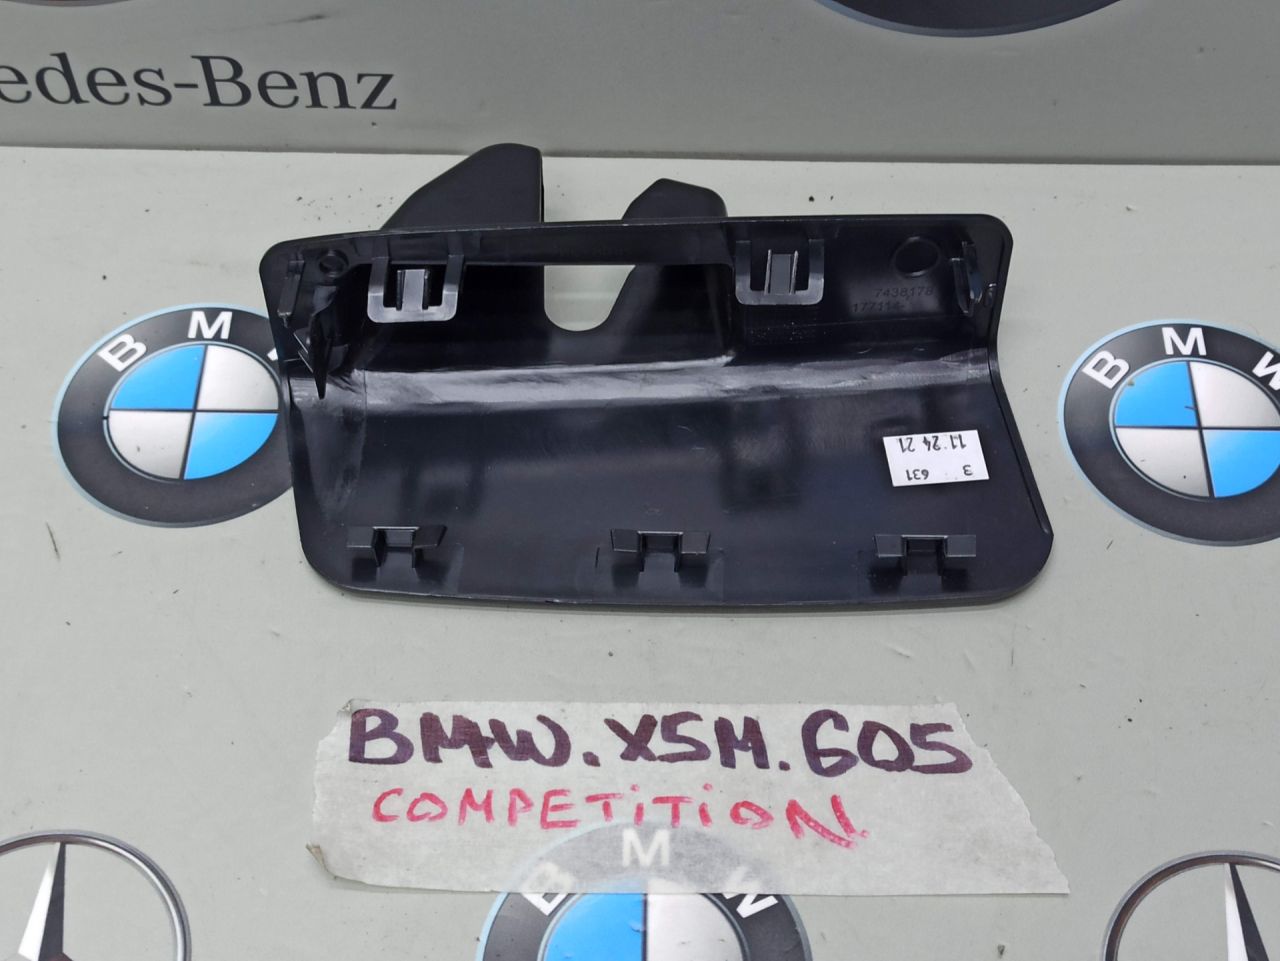 edes-Benz
7438178
177114-
3 631
11 24 21
B M
B M W
BMW.X5M.G05
COMPETiTiON
B M W